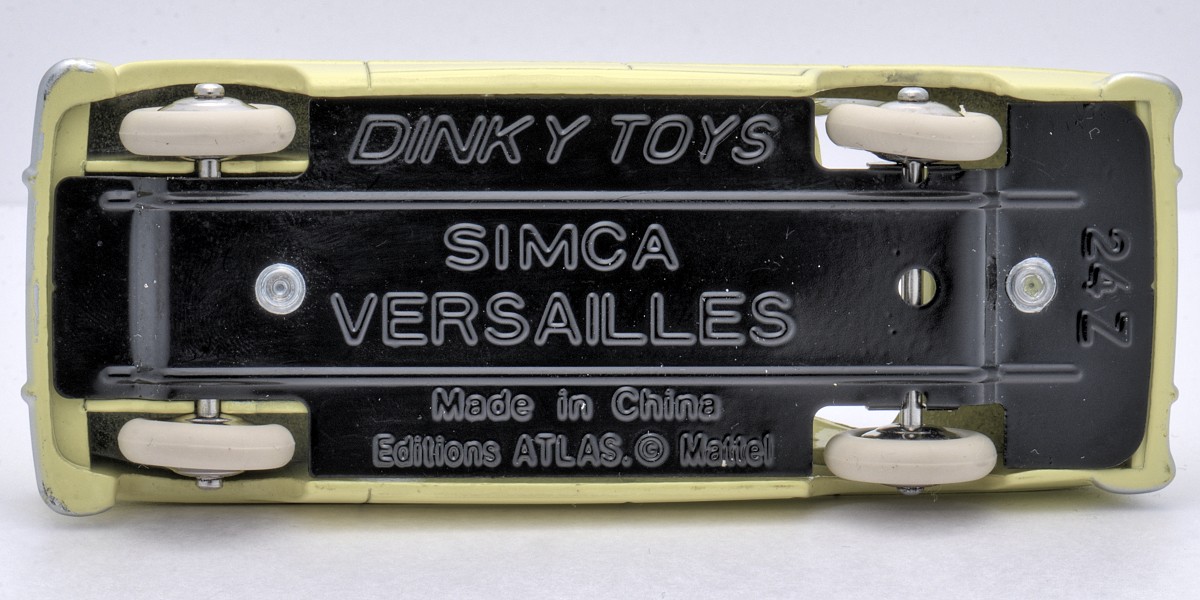 DINKY TOYS
SIMCA
VERSAILLES
Made in China
Editions ATLAS. © Mattel
24Z